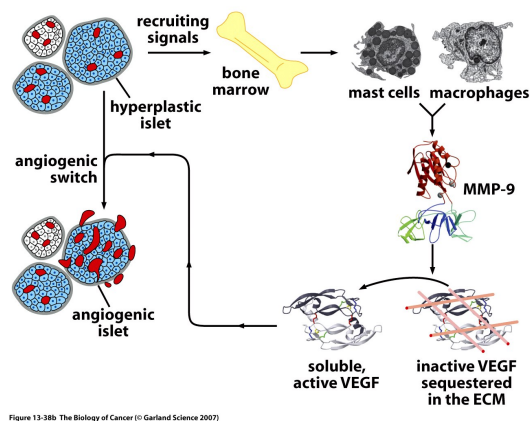 recruiting
signals
bone
marrow
mast cells
macrophages
hyperplastic
islet
angiogenic
switch
MMP-9
angiogenic
islet
soluble,
active VEGF
inactive VEGF
sequestered
in the ECM
Figure 13-38b The Biology of Cancer (© Garland Science 2007)